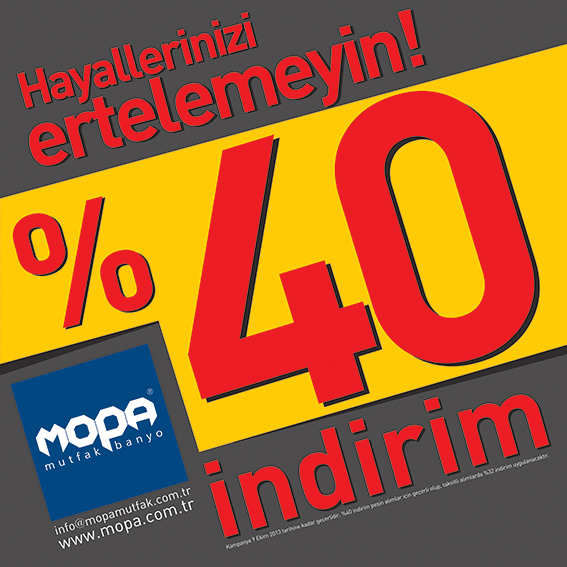 Hayallerinizi
ertelemeyin!
%40
indirim
MOPA®
mutfak banyo
info@mopamutfak.com.tr
www.mopa.com.tr
Kampanya 9 Ekim 2013 tarihine kadar geçerlidir. %40 indirim peşin alımlar için geçerli olup, taksitli alımlarda %32 indirim uygulanacaktır.